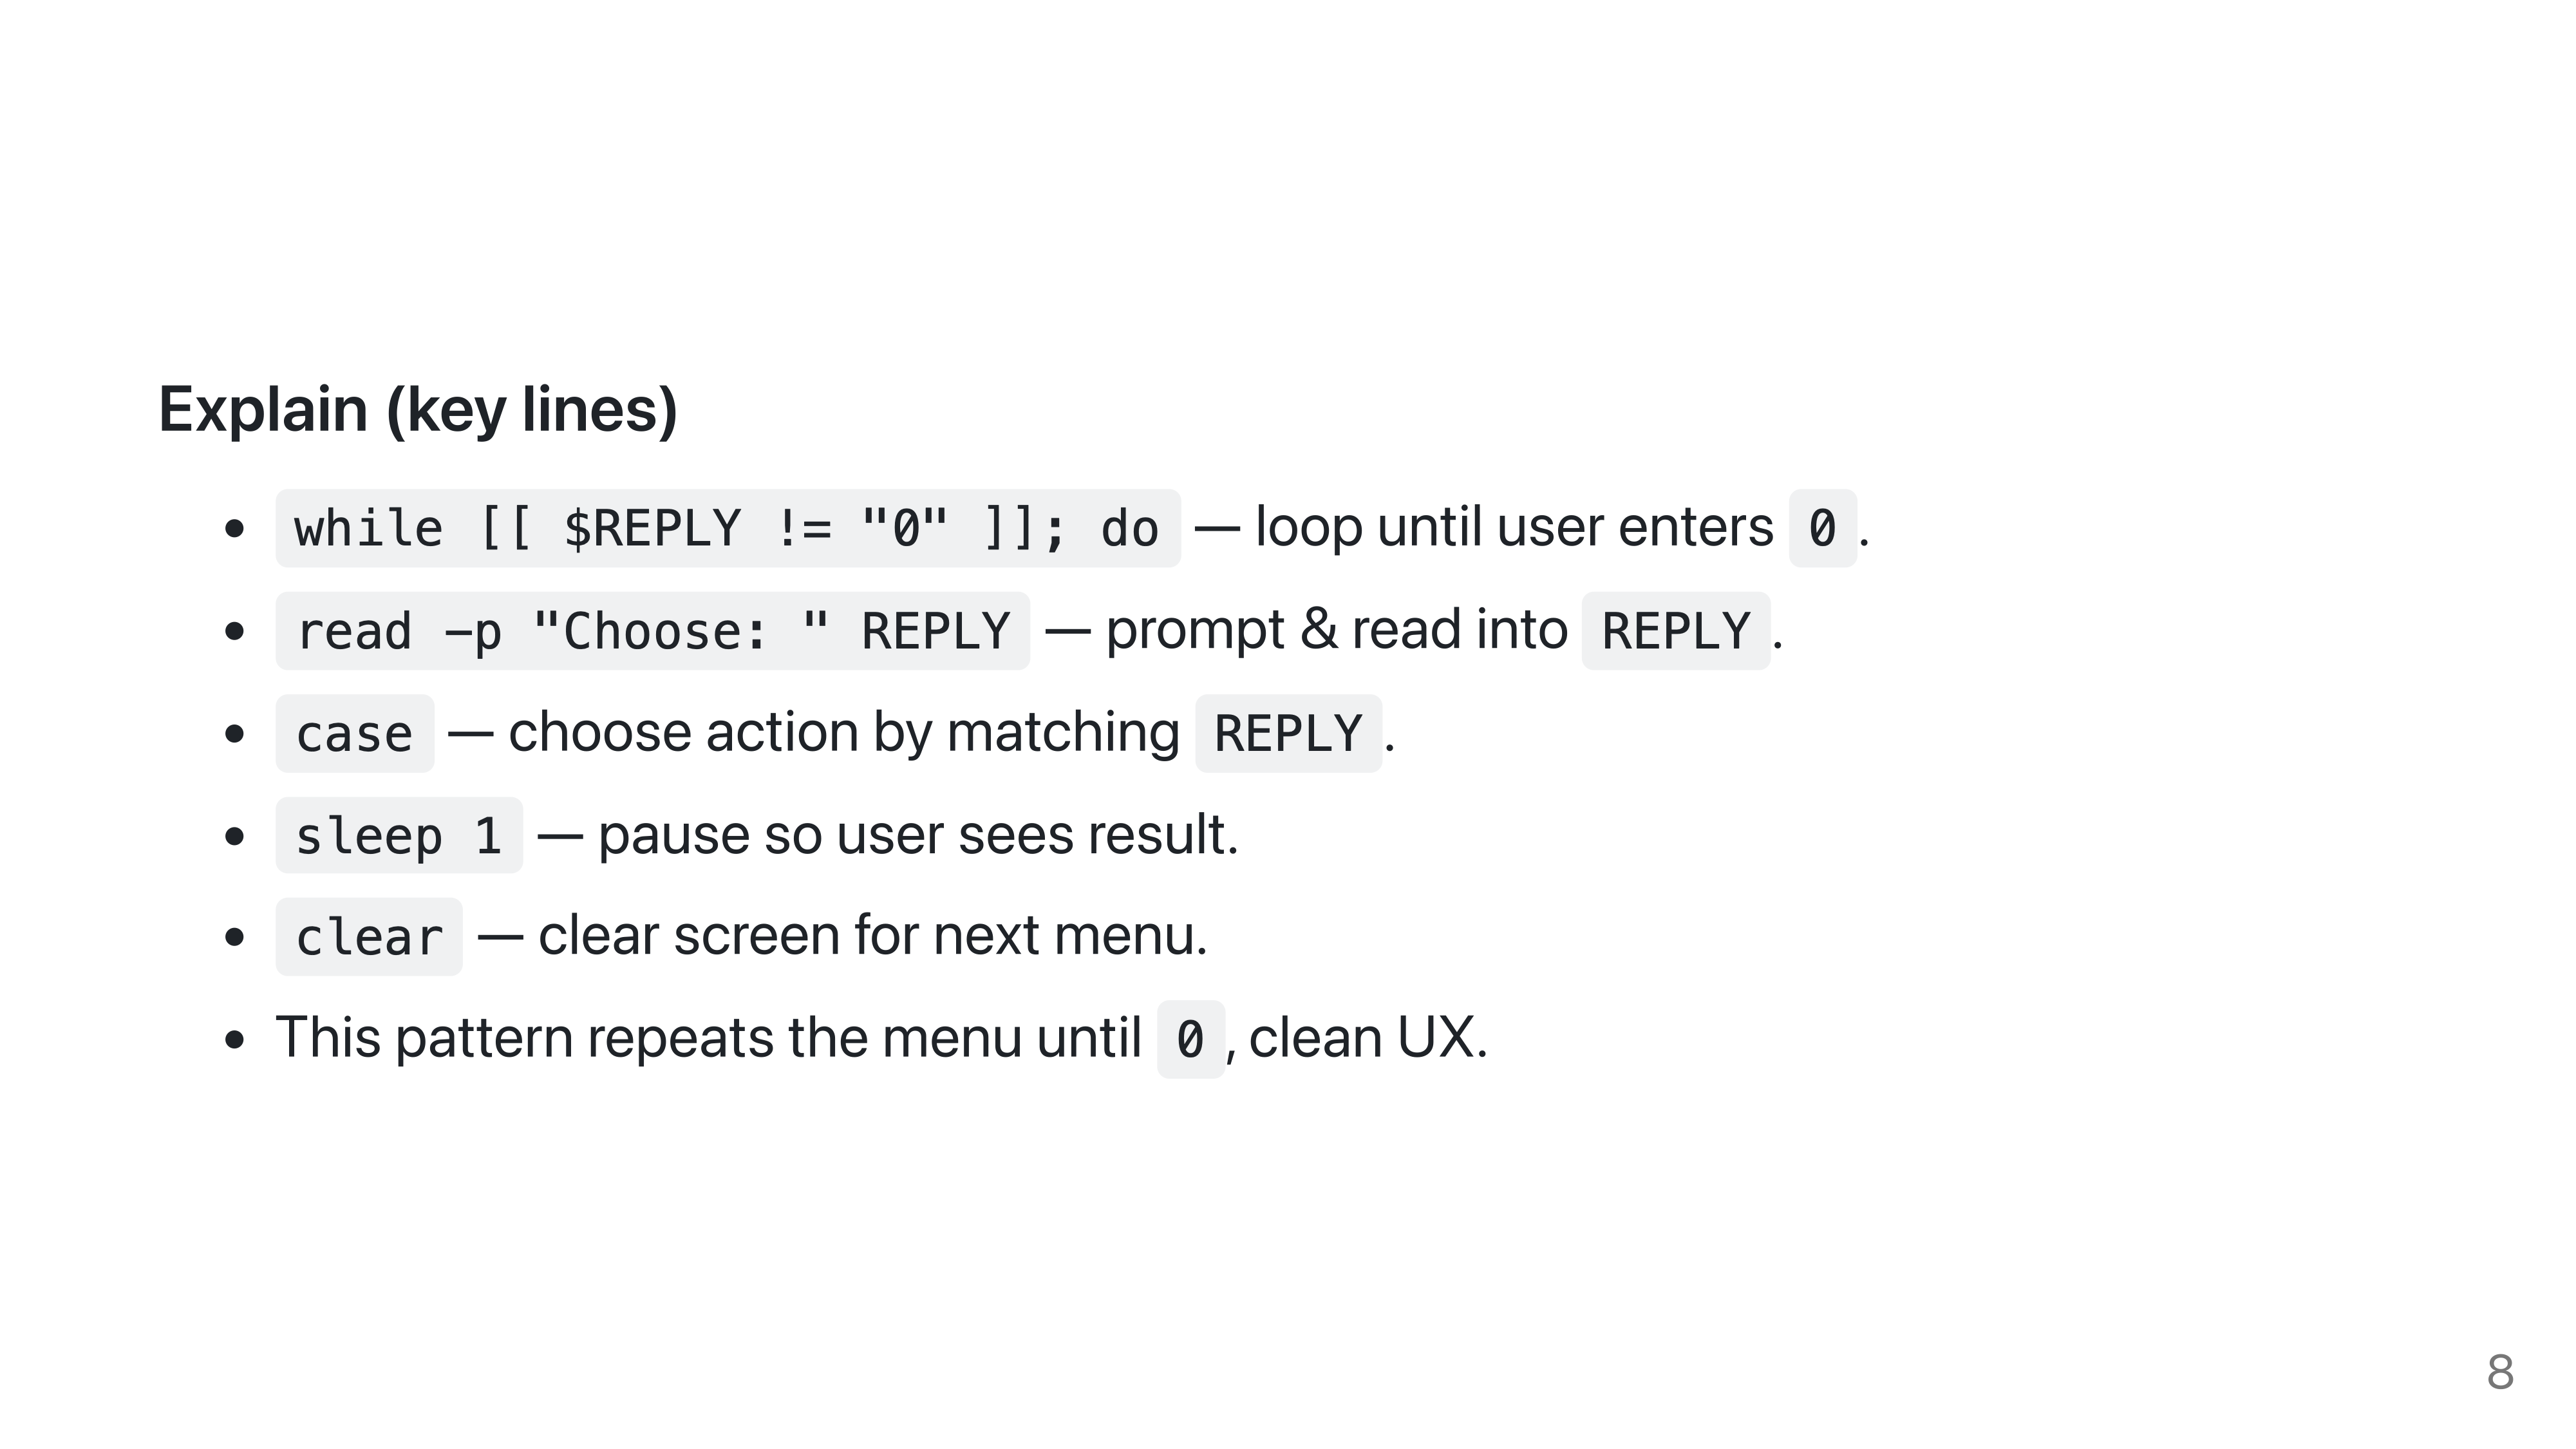 Explain (key lines)
• while [[ $REPLY != "0" ]]; do — loop until user enters 0.
• read -p "Choose: " REPLY — prompt & read into REPLY.
• case — choose action by matching REPLY.
• sleep 1 — pause so user sees result.
• clear — clear screen for next menu.
• This pattern repeats the menu until 0, clean UX.
8